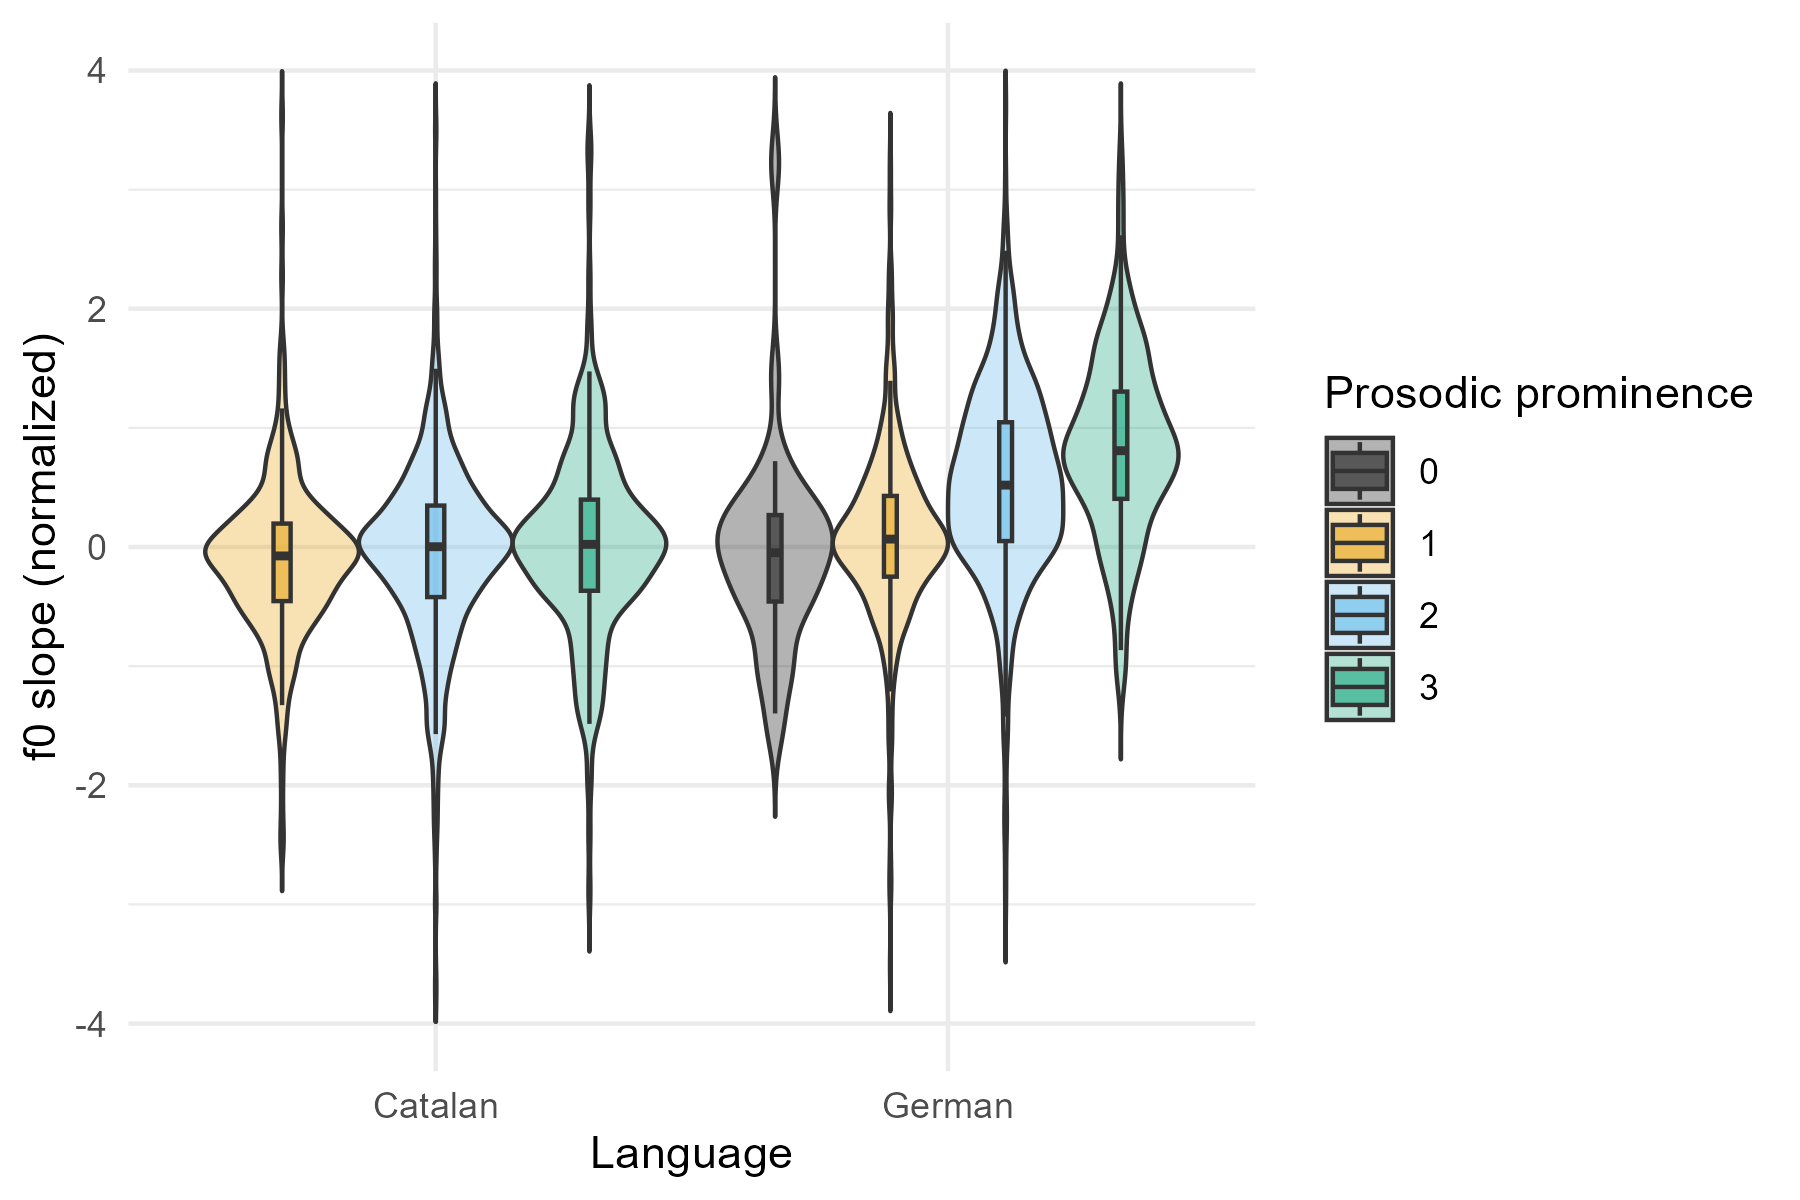 f0 slope (normalized)
4
2
0
-2
-4
Catalan
German
Language
Prosodic prominence
0
1
2
3